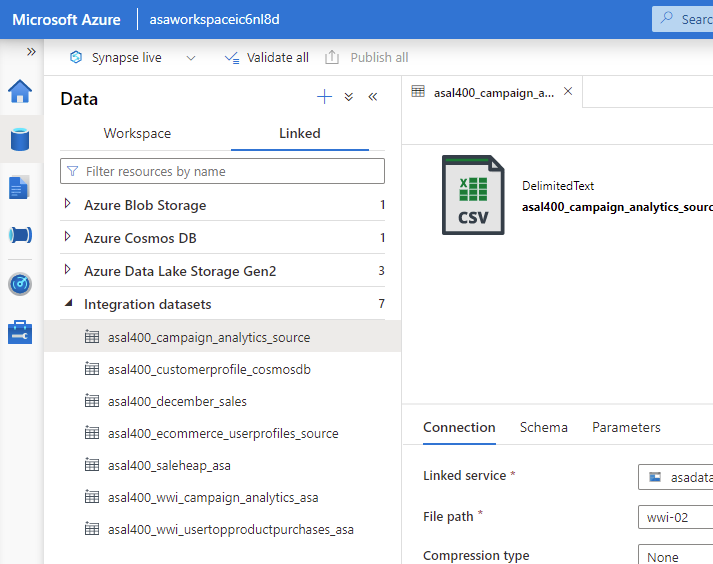 Microsoft Azure
asaworkspaceic6nl8d
Searc
Synapse live
Validate all
Publish all
Data
Workspace
Linked
Filter resources by name
Azure Blob Storage 1
Azure Cosmos DB 1
Azure Data Lake Storage Gen2 3
Integration datasets 7
asal400_campaign_analytics_source
asal400_customerprofile_cosmosdb
asal400_december_sales
asal400_ecommerce_userprofiles_source
asal400_saleheap_asa
asal400_wwi_campaign_analytics_asa
asal400_wwi_usertopproductpurchases_asa
asal400_campaign_a...
CSV
DelimitedText
asal400_campaign_analytics_sourc
Connection
Schema
Parameters
Linked service *
asadata
File path *
wwi-02
Compression type
None